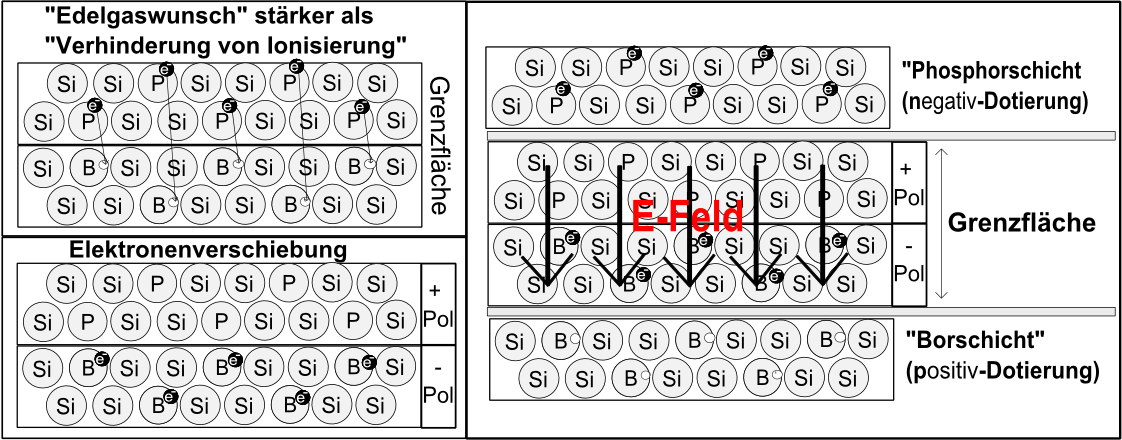 "Edelgaswunsch" stärker als
"Verhinderung von Ionisierung"
Si Si P e⁻ Si Si P e⁻ Si Si
Si P e⁻ Si Si P e⁻ Si P e⁻ Si
Si B Si Si B Si B Si
Si Si B Si Si B Si Si
Grenzfläche
Elektronenverschiebung
Si Si P Si Si P Si Si
Si P Si Si P Si P Si
+
Pol
Si B e⁻ Si Si B e⁻ Si B e⁻ Si
Si Si B e⁻ Si Si B e⁻ Si Si
-
Pol
Si Si P e⁻ Si Si P e⁻ Si Si
Si P e⁻ Si Si P e⁻ Si P e⁻ Si
"Phosphorschicht
(negativ-Dotierung)
Si Si P Si Si P Si Si
Si P Si Si P Si P Si
+
Pol
E-Feld
Si B e⁻ Si Si B e⁻ Si B e⁻ Si
Si Si B e⁻ Si Si B e⁻ Si Si
-
Pol
Grenzfläche
Si B Si Si B Si B Si
Si Si B Si Si B Si Si
"Borschicht"
(positiv-Dotierung)